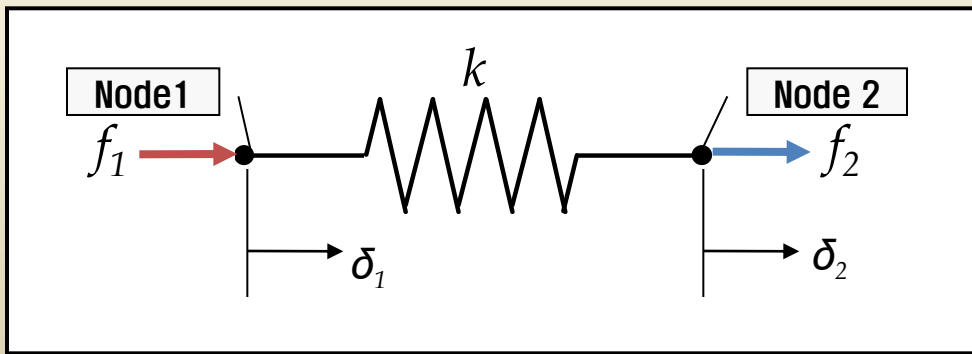 k
Node1
Node 2
f₁
f₂
δ₁
δ₂